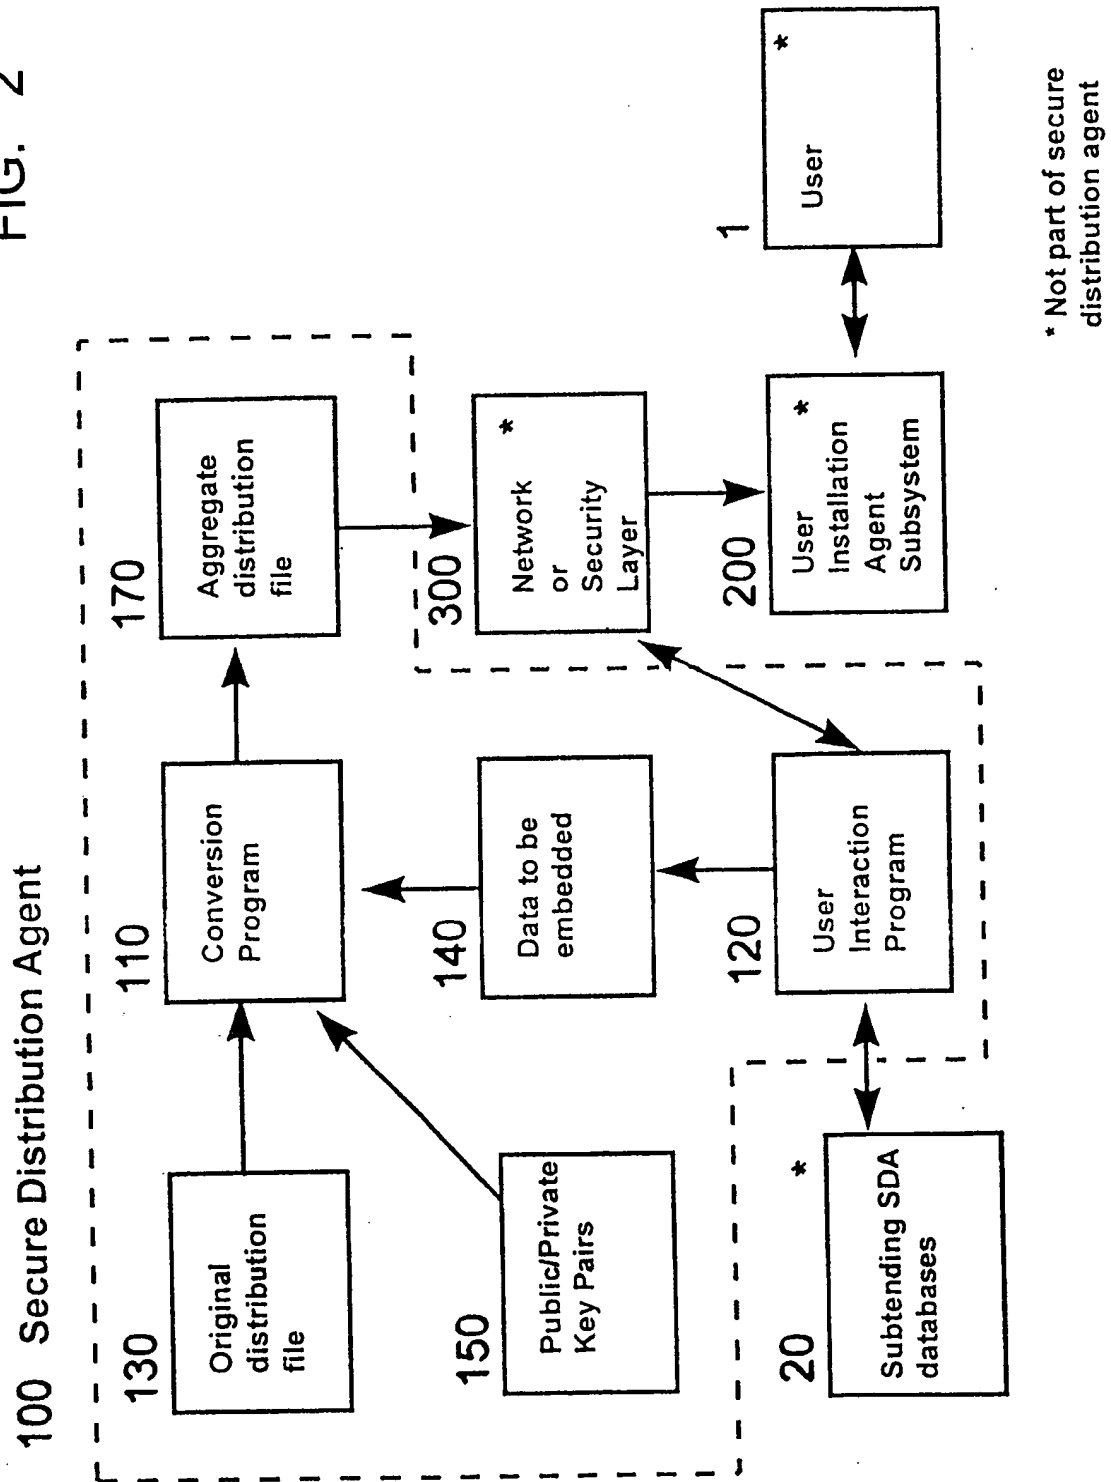 FIG. 2
100 Secure Distribution Agent
130
Original
distribution
file
110
Conversion
Program
170
Aggregate
distribution
file
150
Public/Private
Key Pairs
140
Data to be
embedded
300
Network *
or
Security
Layer
20
*
Subtending SDA
databases
120
User
Interaction
Program
200
User *
Installation
Agent
Subsystem
1
User
*
* Not part of secure
distribution agent